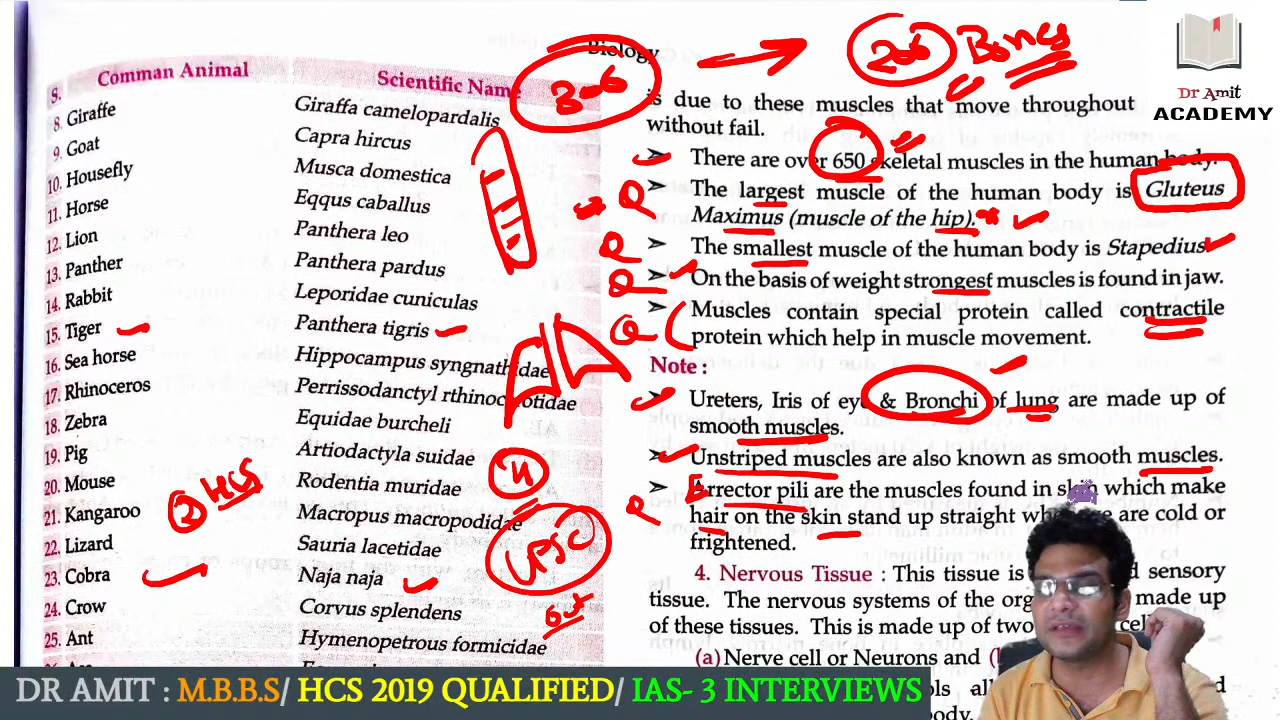 Biology
S. Comman Animal Scientific Name
8. Giraffe Giraffa camelopardalis
9. Goat Capra hircus
10. Housefly Musca domestica
11. Horse Eqqus caballus
12. Lion Panthera leo
13. Panther Panthera pardus
14. Rabbit Leporidae cuniculas
15. Tiger Panthera tigris
16. Sea horse Hippocampus syngnathidae
17. Rhinoceros Perrissodanctyl rthinocerotidae
18. Zebra Equidae burcheli
19. Pig Artiodactyla suidae
20. Mouse Rodentia muridae
21. Kangaroo Macropus macropodidae
22. Lizard Sauria lacetidae
23. Cobra Naja naja
24. Crow Corvus splendens
25. Ant Hymenopetrous formicidae
306
206 Bones
② HCS
4
UPSC
is due to these muscles that move throughout
without fail.
➤ There are over 650 skeletal muscles in the human body.
➤ The largest muscle of the human body is Gluteus
Maximus (muscle of the hip).
➤ The smallest muscle of the human body is Stapedius
➤ On the basis of weight strongest muscles is found in jaw.
➤ Muscles contain special protein called contractile
protein which help in muscle movement.
Q
Q
Q
Q
Note :
➤ Ureters, Iris of eye & Bronchi of lung are made up of
smooth muscles.
➤ Unstriped muscles are also known as smooth muscles.
➤ Arrector pili are the muscles found in skin which make
hair on the skin stand up straight are cold or
frightened.
Q
4. Nervous Tissue : This tissue is sensory
tissue. The nervous systems of the made up
of these tissues. This is made up of two
(a) Nerve cell or Neurons and
body.
Dr Amit
ACADEMY
DR AMIT : M.B.B.S/ HCS 2019 QUALIFIED/ IAS- 3 INTERVIEWS